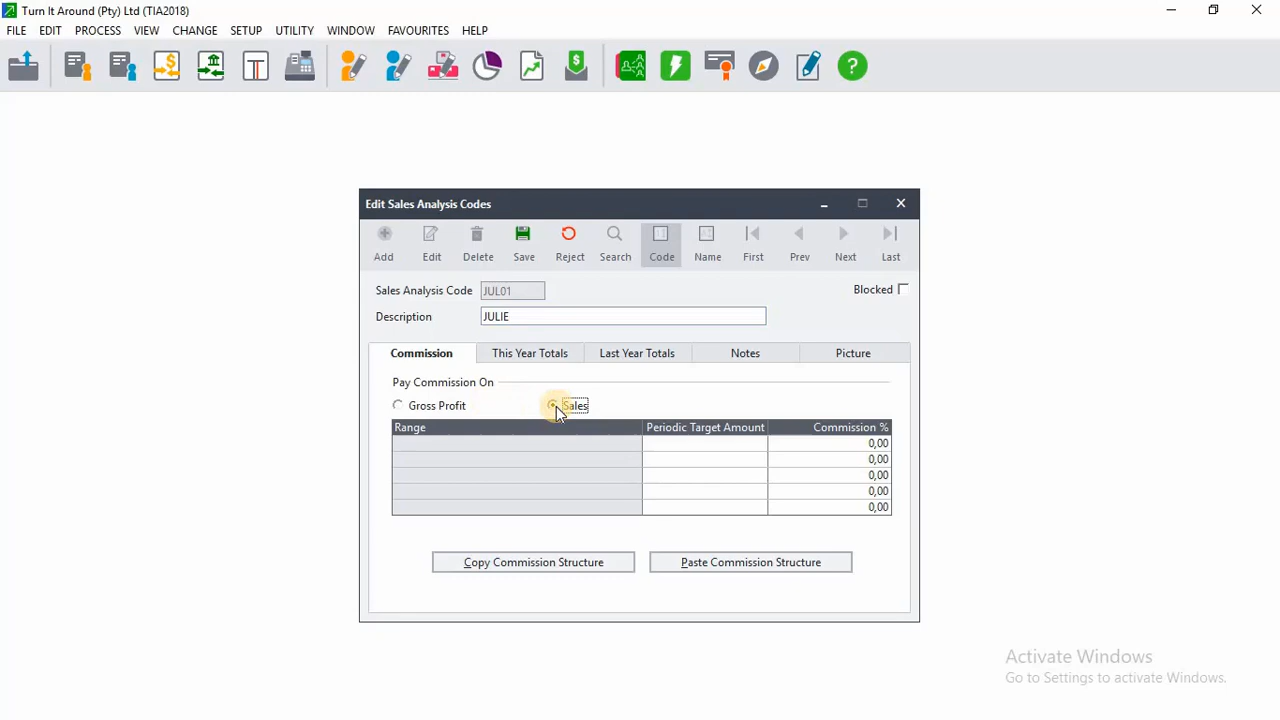 Turn It Around (Pty) Ltd (TIA2018)
FILE EDIT PROCESS VIEW CHANGE SETUP UTILITY WINDOW FAVOURITES HELP
Edit Sales Analysis Codes
Add Edit Delete Save Reject Search Code Name First Prev Next Last
Sales Analysis Code JUL01 Blocked
Description JULIE
Commission This Year Totals Last Year Totals Notes Picture
Pay Commission On
Gross Profit Sales
Range Periodic Target Amount Commission %
0,00
0,00
0,00
0,00
0,00
Copy Commission Structure Paste Commission Structure
Activate Windows
Go to Settings to activate Windows.